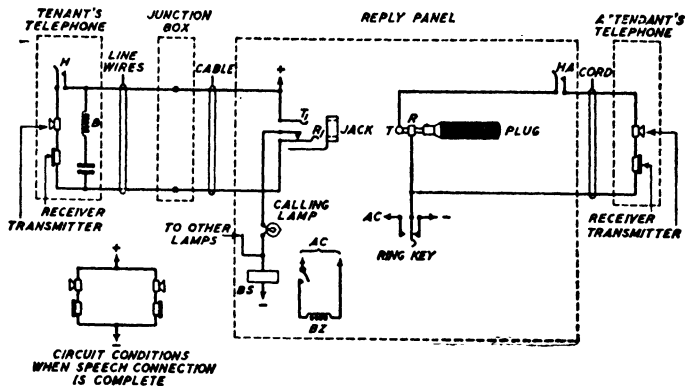 TENANT'S
TELEPHONE
JUNCTION
BOX
REPLY PANEL
ATTENDANT'S
TELEPHONE
H
LINE
WIRES
CABLE
+
HA
CORD
B
T1
R1
JACK
T
R
PLUG
RECEIVER
TRANSMITTER
CALLING
LAMP
TO OTHER
LAMPS
AC
-
RING KEY
RECEIVER
TRANSMITTER
AC
BS
-
BZ
+
-
CIRCUIT CONDITIONS
WHEN SPEECH CONNECTION
IS COMPLETE